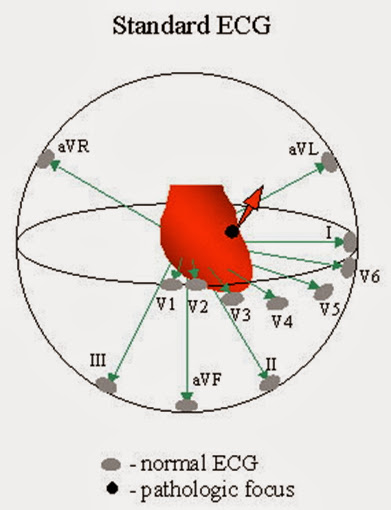 Standard ECG
aVR
aVL
I
V6
V1
V2
V3
V4
V5
III
aVF
II
- normal ECG
- pathologic focus